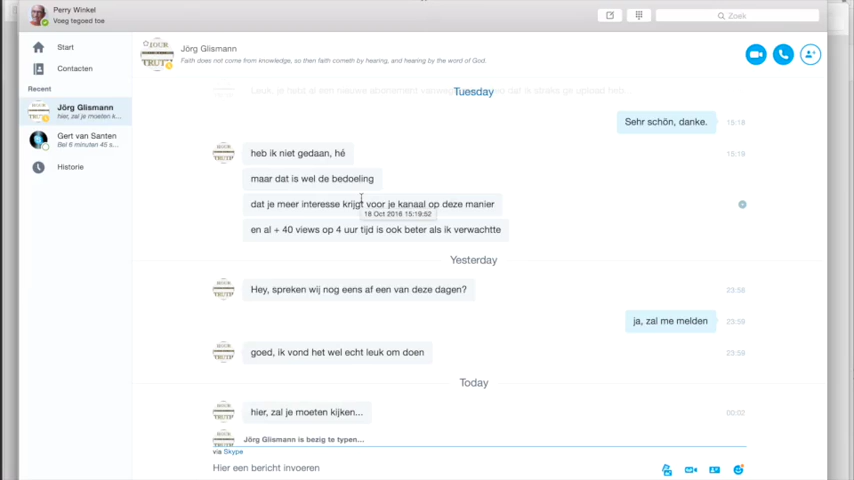 Perry Winkel
Voeg tegoed toe
Zoek
Start
Contacten
Recent
Jörg Glismann
hier, zal je moeten k...
Gert van Santen
Bel 6 minuten 45 s...
Historie
Jörg Glismann
Faith does not come from knowledge, so then faith cometh by hearing, and hearing by the word of God.
Tuesday
Sehr schön, danke.
15:18
heb ik niet gedaan, hé
15:19
maar dat is wel de bedoeling
dat je meer interesse krijgt voor je kanaal op deze manier
18 Oct 2016 15:19:52
en al + 40 views op 4 uur tijd is ook beter als ik verwachtte
Yesterday
Hey, spreken wij nog eens af een van deze dagen?
23:58
ja, zal me melden
23:59
goed, ik vond het wel echt leuk om doen
23:59
Today
hier, zal je moeten kijken...
00:02
Jörg Glismann is bezig te typen...
via Skype
Hier een bericht invoeren